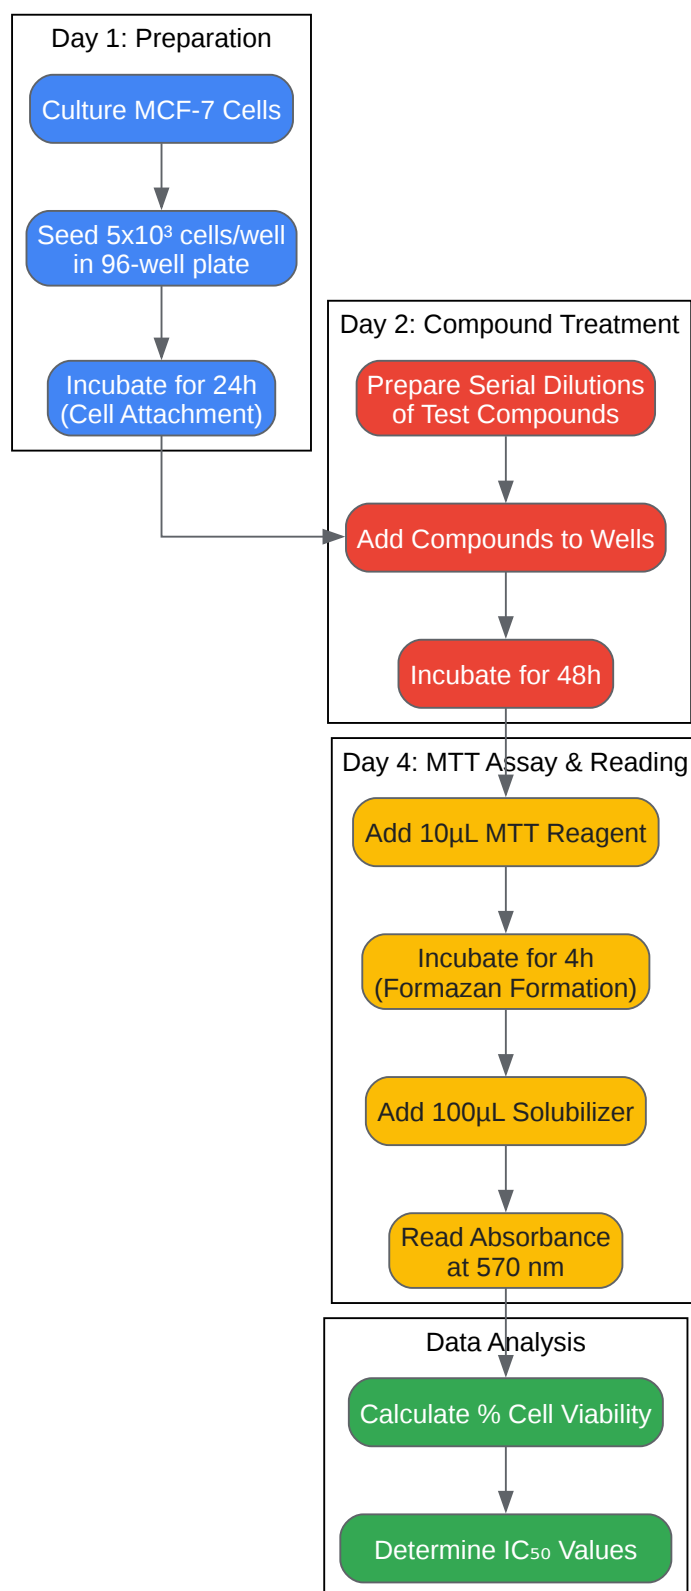 Day 1: Preparation
Culture MCF-7 Cells
Seed 5x10³ cells/well
in 96-well plate
Incubate for 24h
(Cell Attachment)
Day 2: Compound Treatment
Prepare Serial Dilutions
of Test Compounds
Add Compounds to Wells
Incubate for 48h
Day 4: MTT Assay & Reading
Add 10µL MTT Reagent
Incubate for 4h
(Formazan Formation)
Add 100µL Solubilizer
Read Absorbance
at 570 nm
Data Analysis
Calculate % Cell Viability
Determine IC₅₀ Values